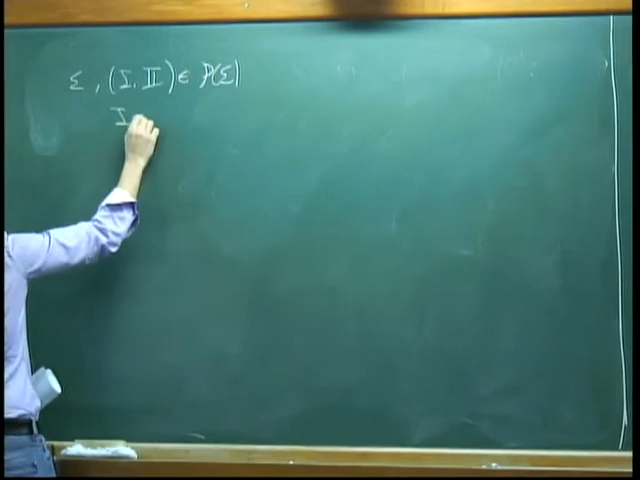 Σ , (I, II) ∈ P(Σ)
I